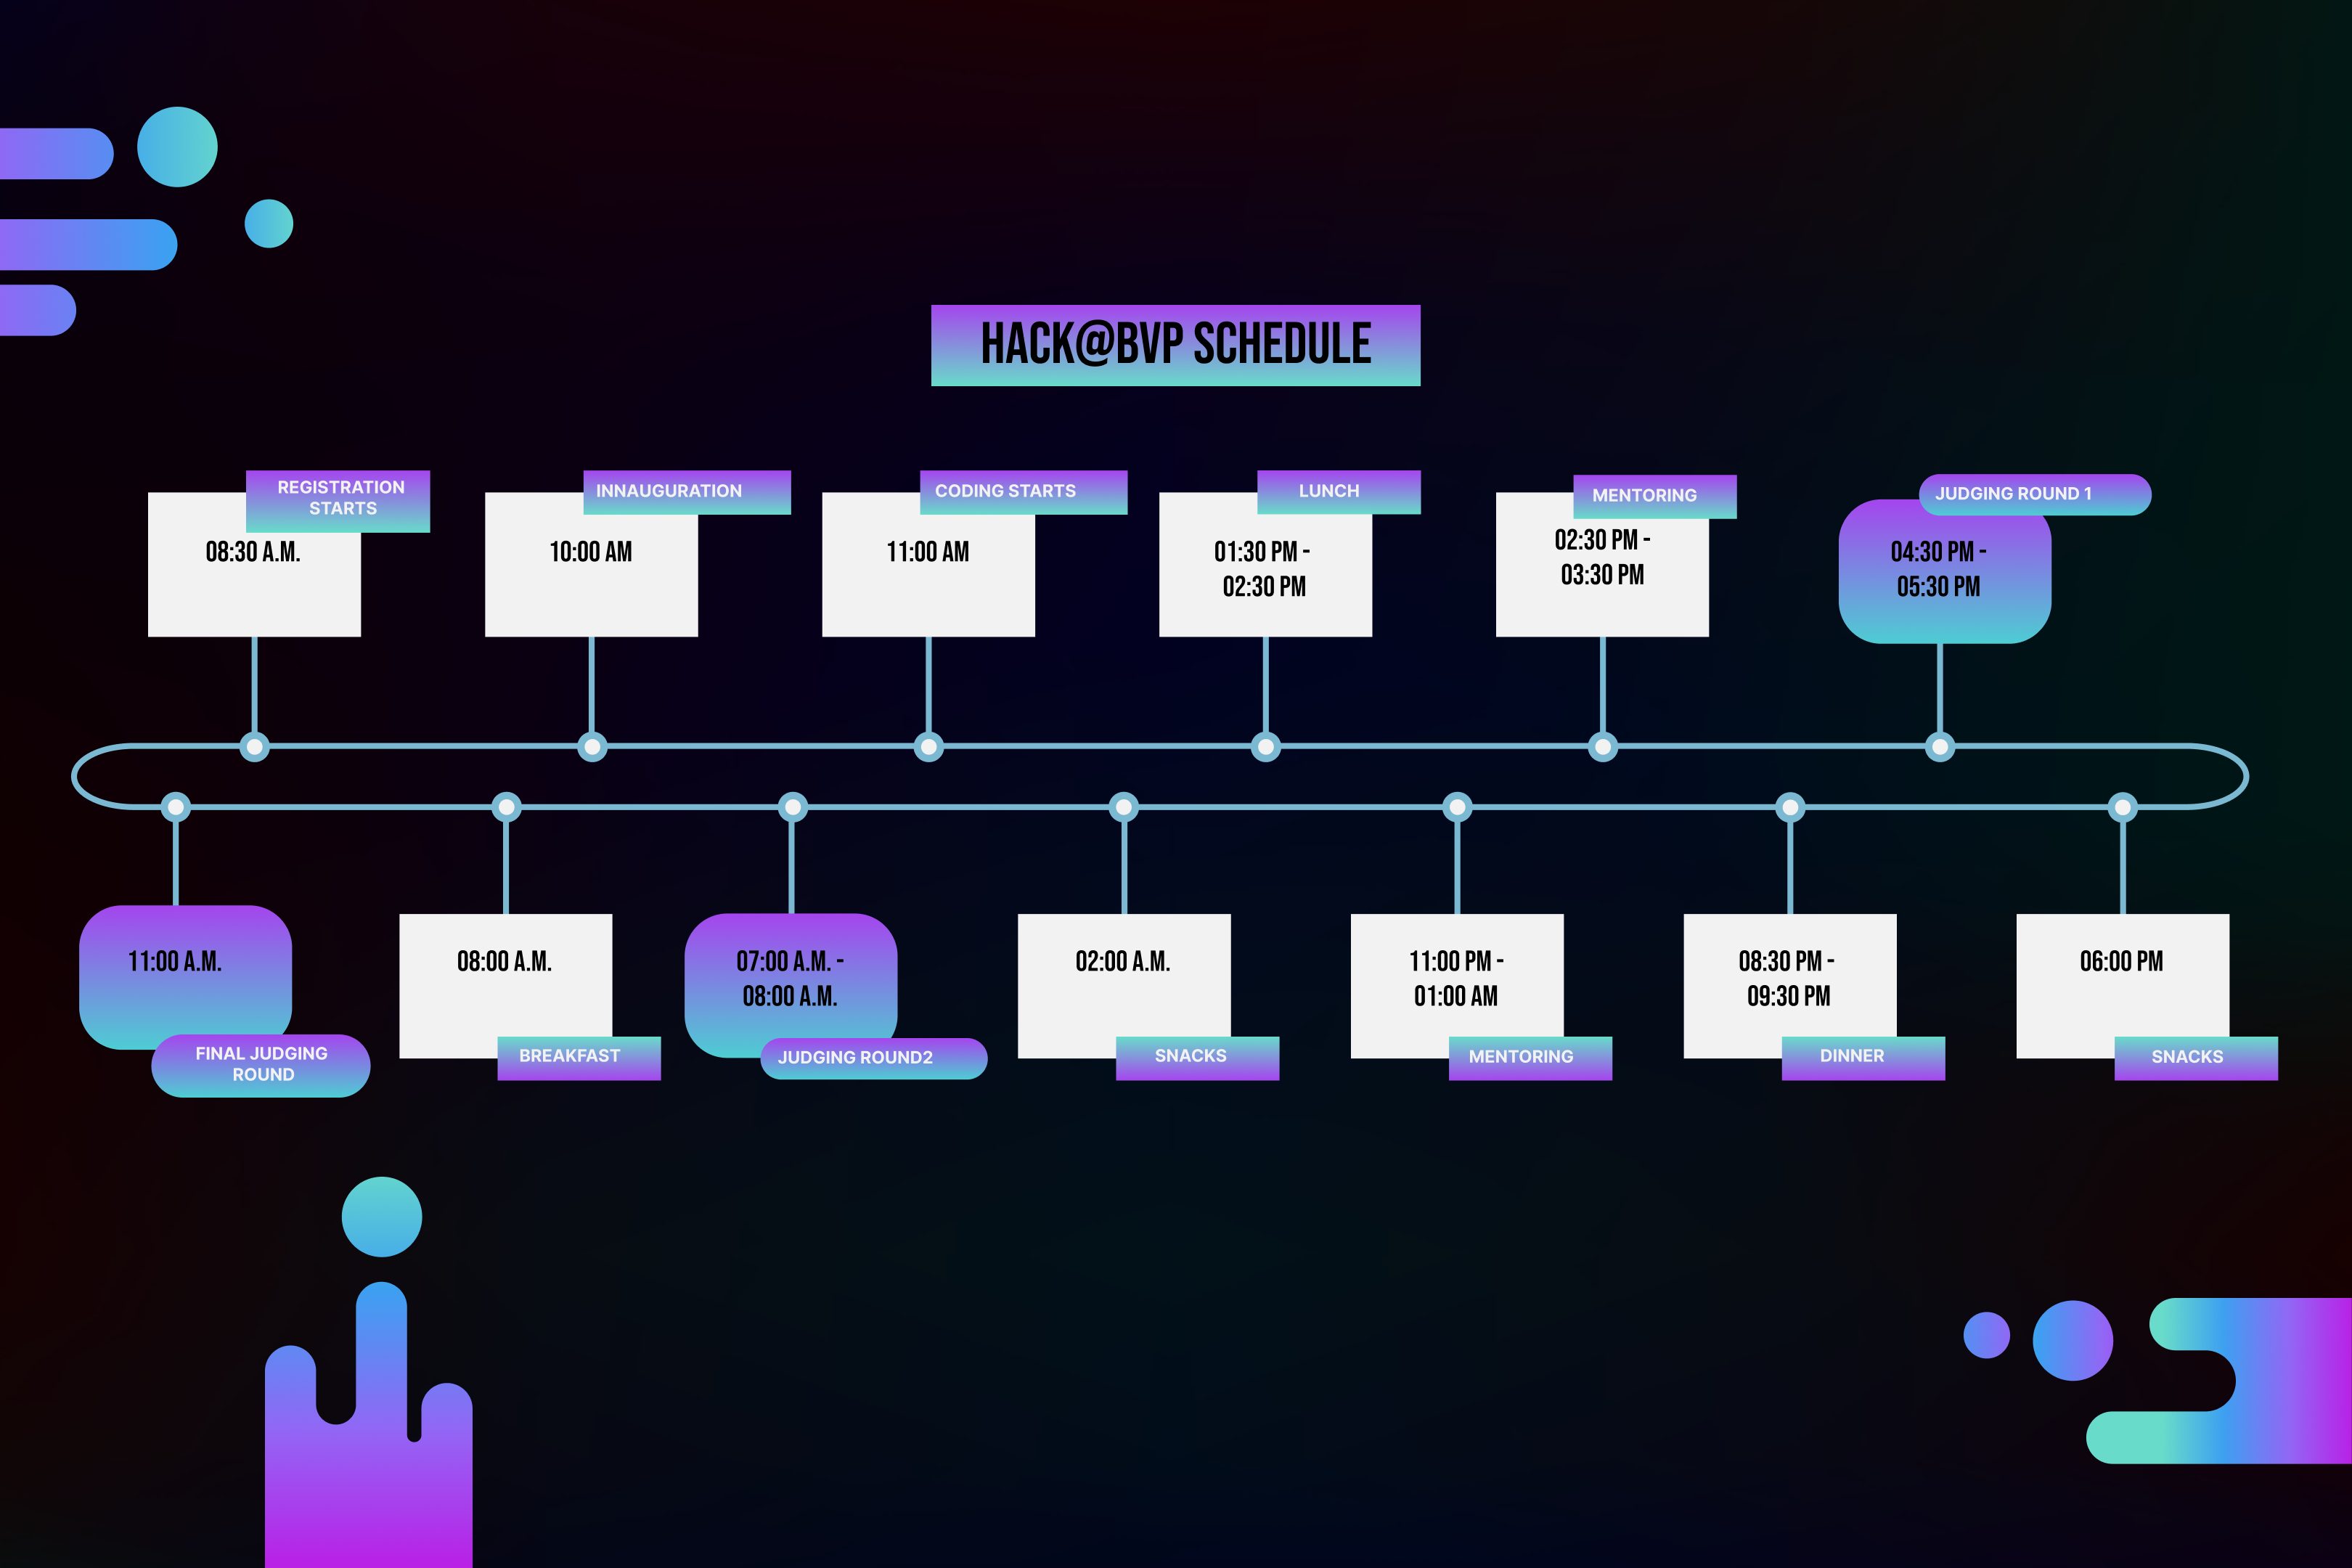 HACK@BVP SCHEDULE
REGISTRATION
STARTS
08:30 A.M.
INNAUGURATION
10:00 AM
CODING STARTS
11:00 AM
LUNCH
01:30 PM -
02:30 PM
MENTORING
02:30 PM -
03:30 PM
JUDGING ROUND 1
04:30 PM -
05:30 PM
11:00 A.M.
FINAL JUDGING
ROUND
08:00 A.M.
BREAKFAST
07:00 A.M. -
08:00 A.M.
JUDGING ROUND2
02:00 A.M.
SNACKS
11:00 PM -
01:00 AM
MENTORING
08:30 PM -
09:30 PM
DINNER
06:00 PM
SNACKS